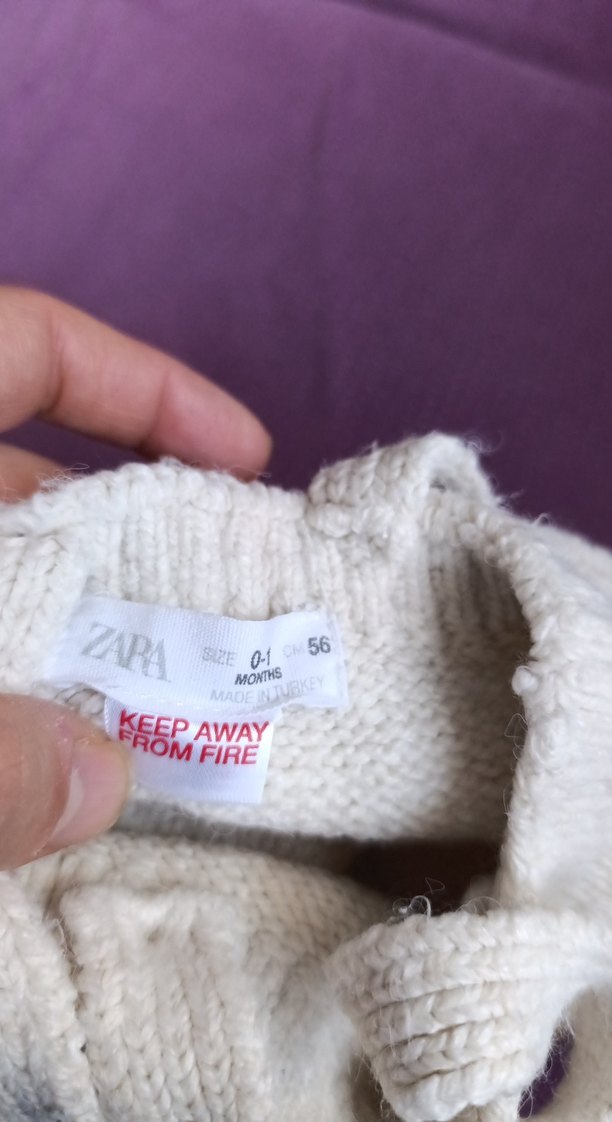 ZARA SIZE 0-1 CM 56
MONTHS
MADE IN TURKEY
KEEP AWAY
FROM FIRE